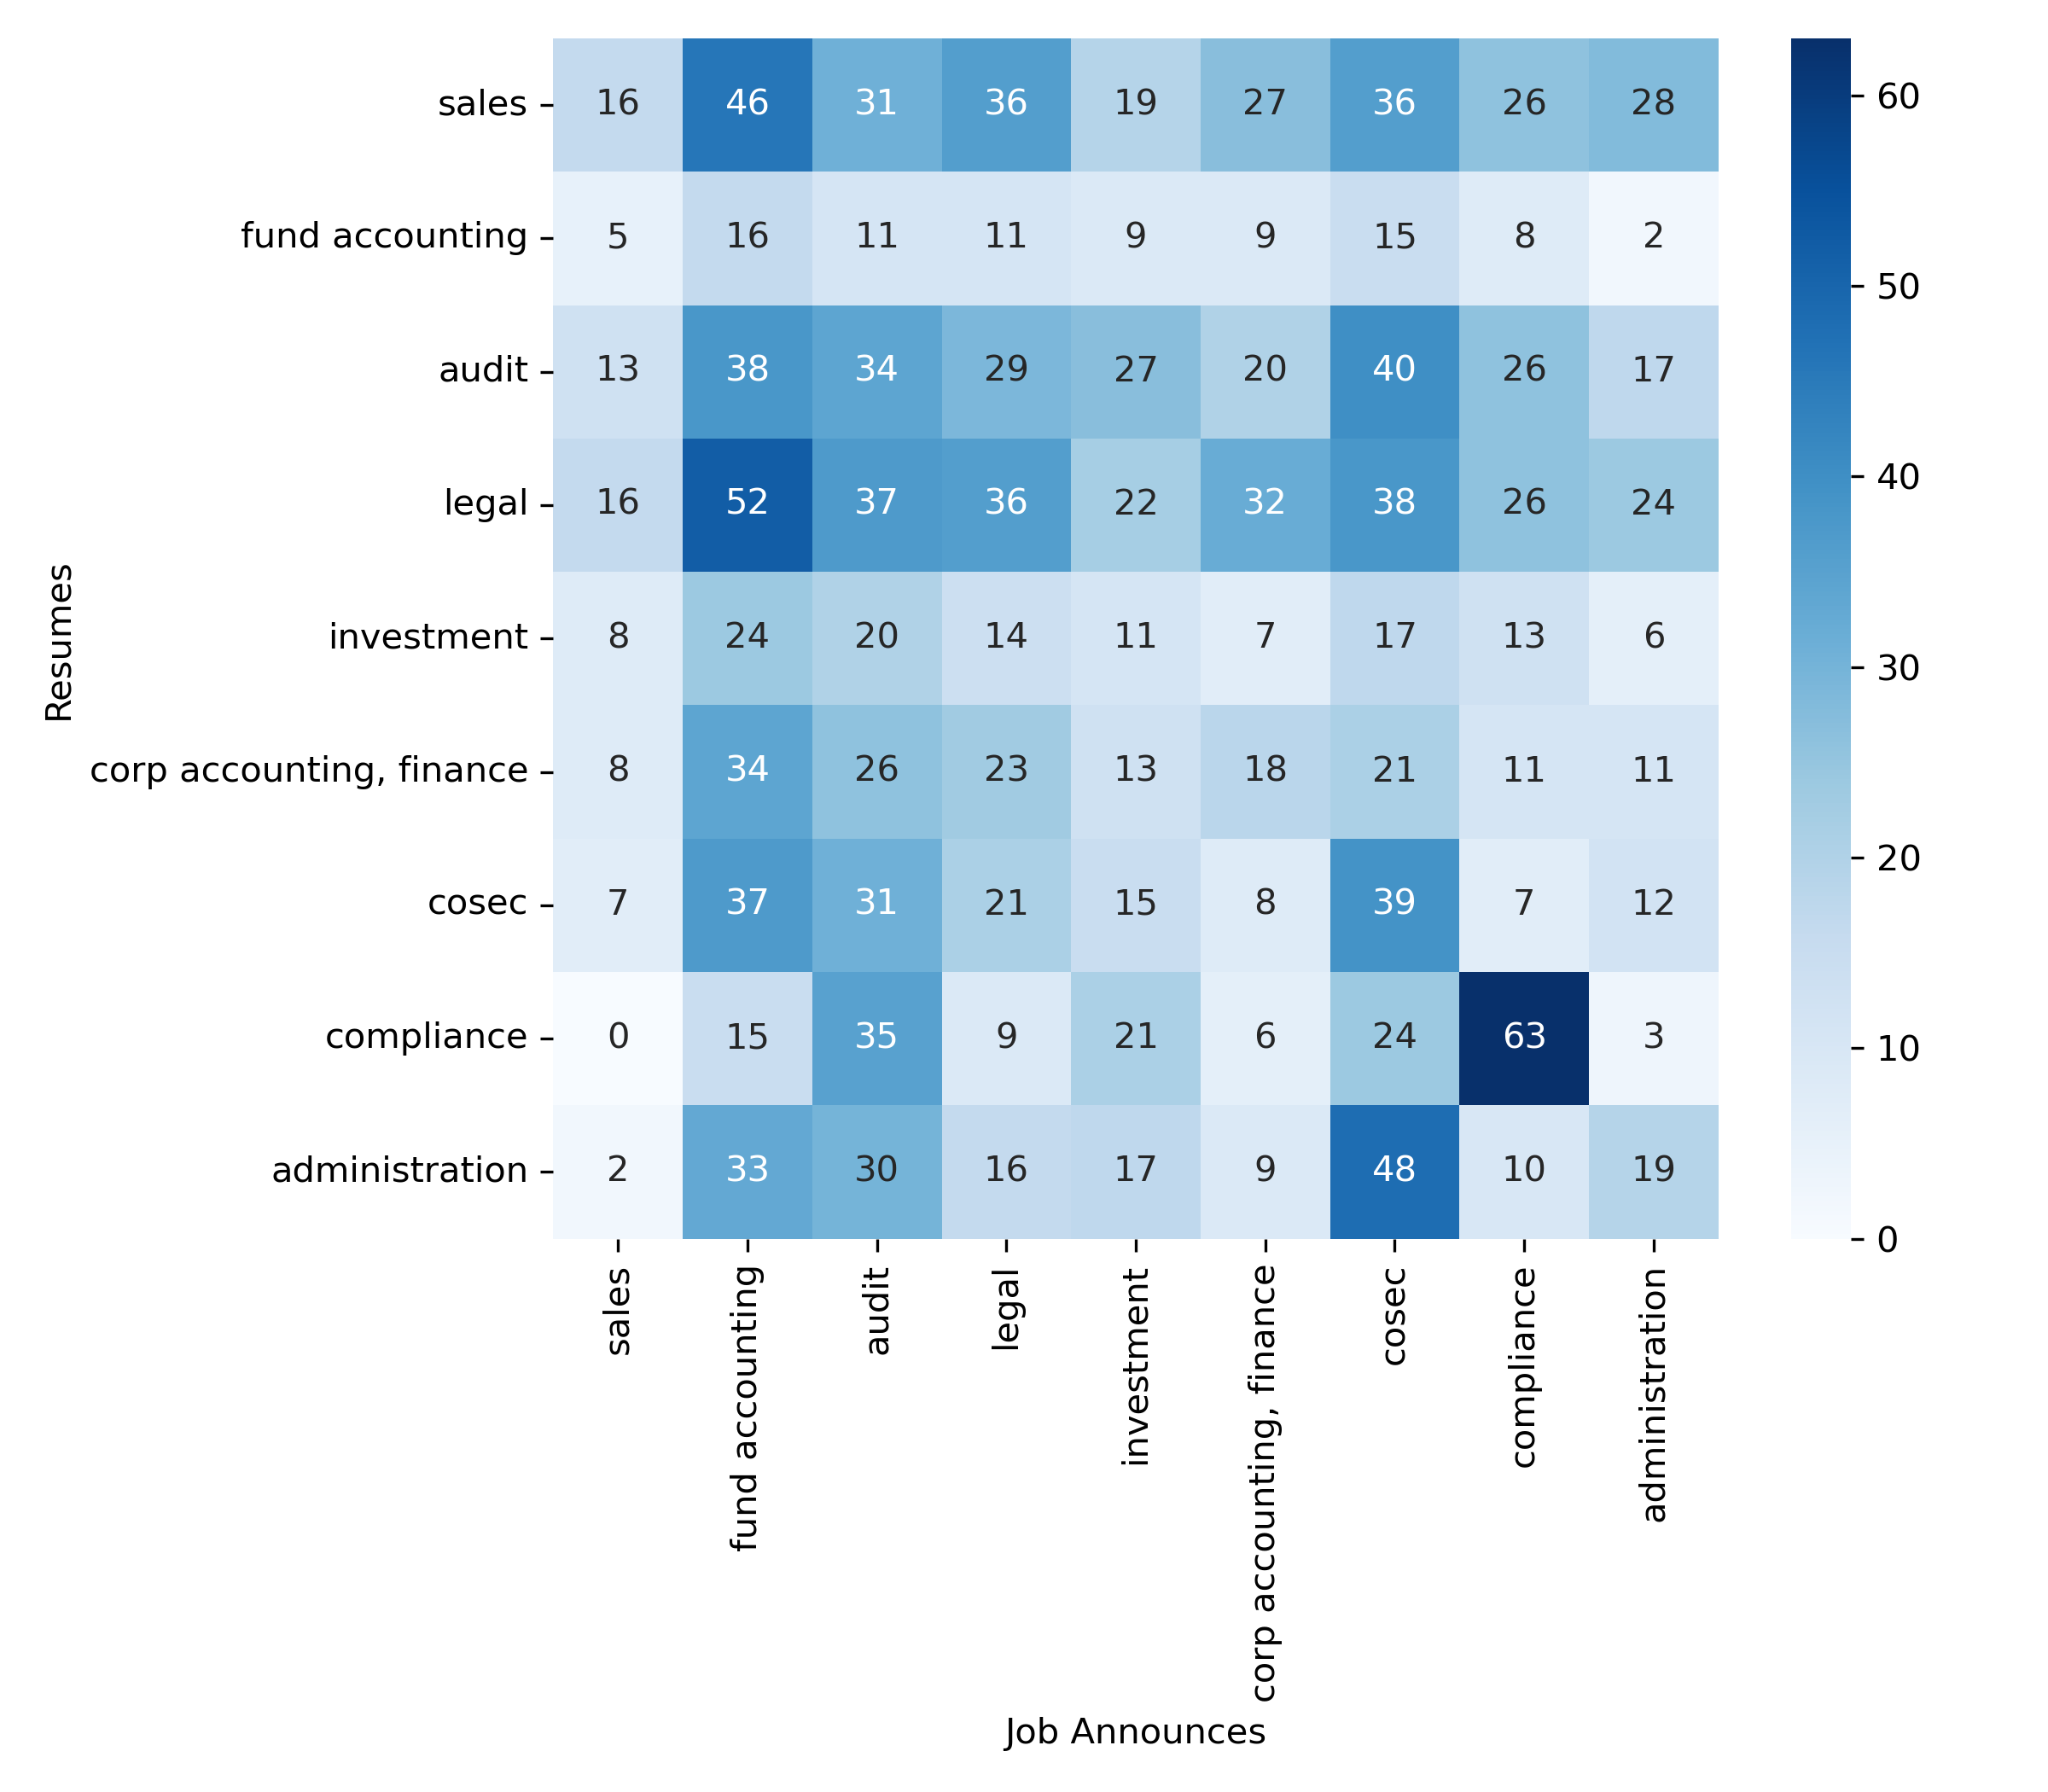 sales 16 46 31 36 19 27 36 26 28 60
fund accounting 5 16 11 11 9 9 15 8 2 50
audit 13 38 34 29 27 20 40 26 17
legal 16 52 37 36 22 32 38 26 24 40
Resumes
investment 8 24 20 14 11 7 17 13 6 30
corp accounting, finance 8 34 26 23 13 18 21 11 11
cosec 7 37 31 21 15 8 39 7 12 20
compliance 0 15 35 9 21 6 24 63 3 10
administration 2 33 30 16 17 9 48 10 19
0
sales
fund accounting
audit
legal
investment
corp accounting, finance
cosec
compliance
administration
Job Announces